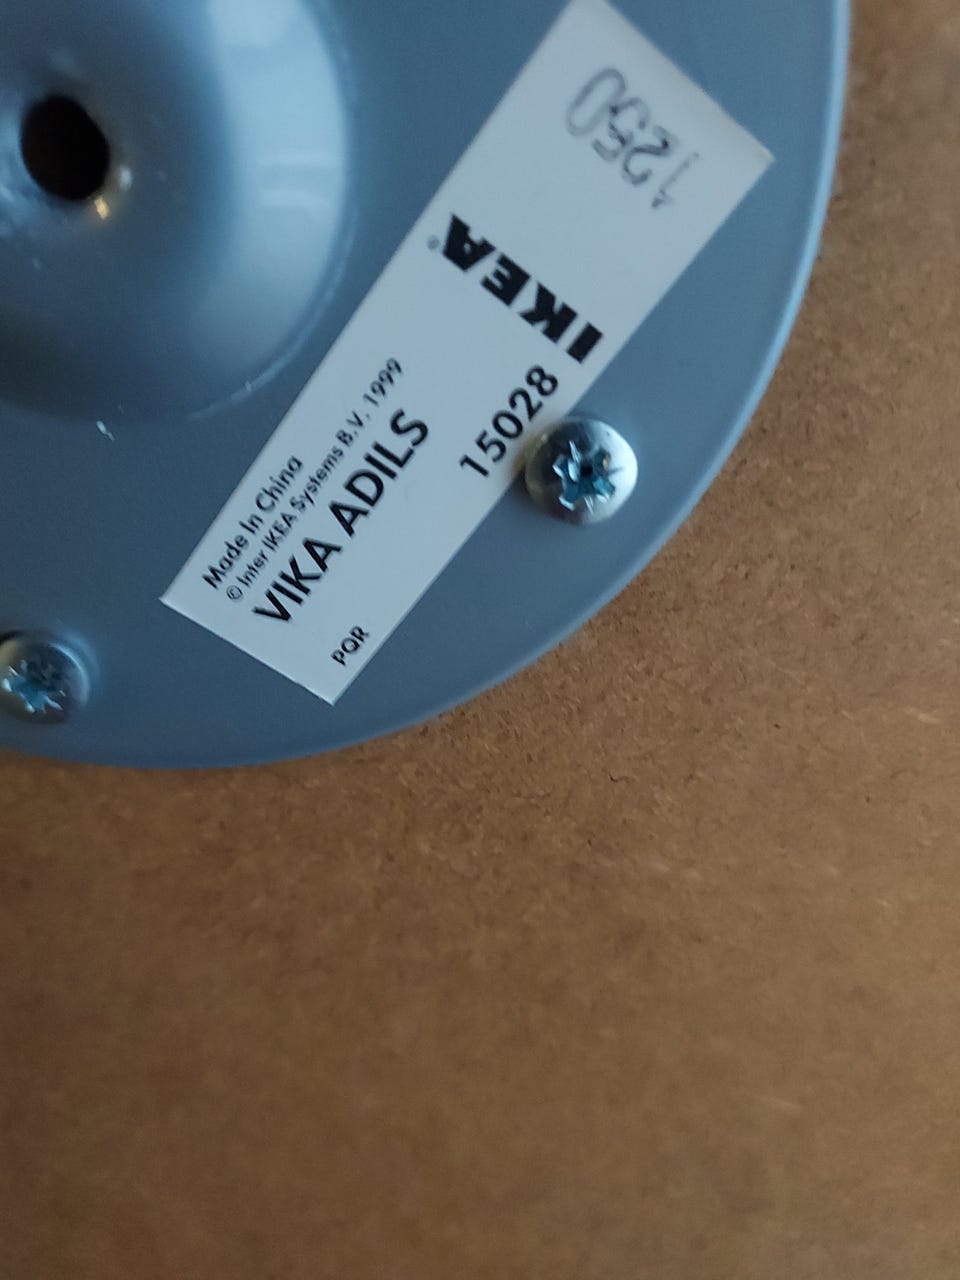 Made In China
© Inter IKEA Systems B.V. 1999
VIKA ADILS
PQR
15028
IKEA®
1250